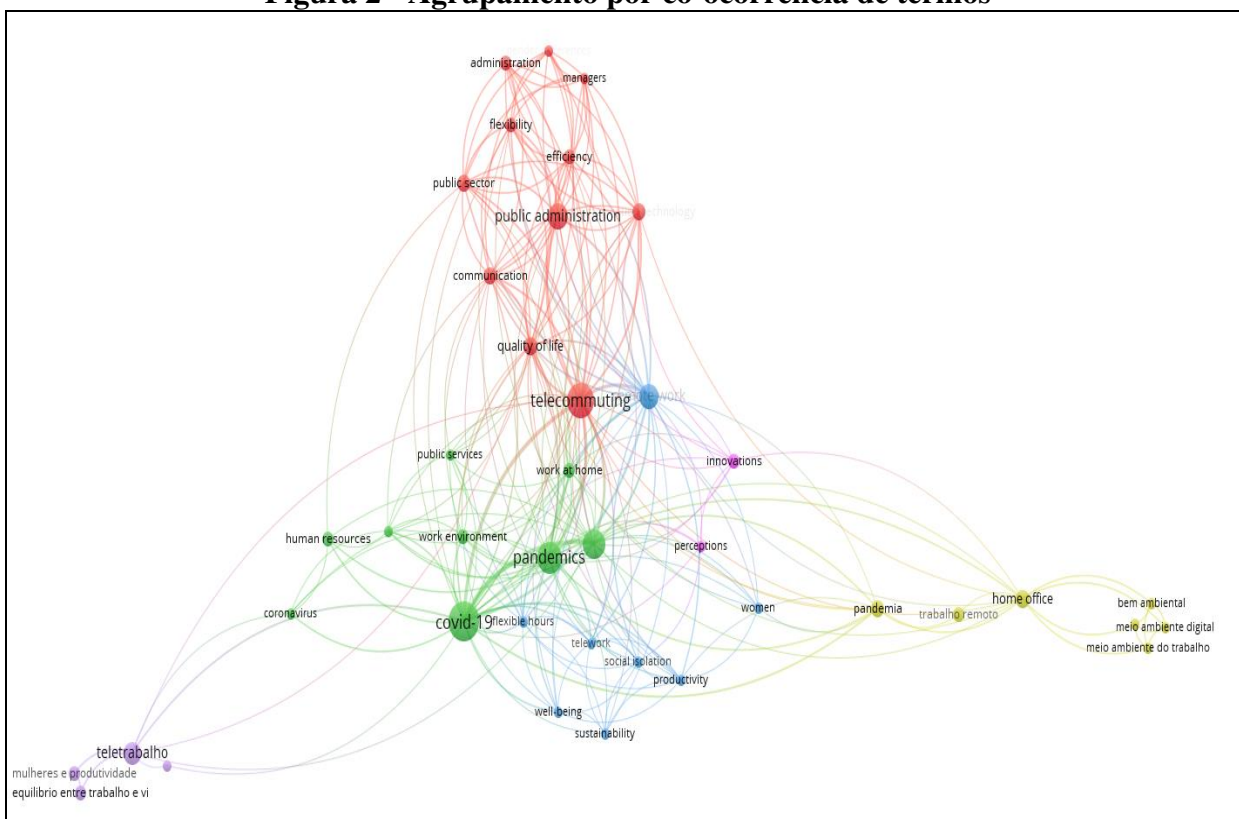 Figura 2 - Agrupamento por co-ocorrência de termos
administration
managers
flexibility
efficiency
public sector
public administration
technology
communication
quality of life
telecommuting
work
public services
work at home
innovations
human resources
work environment
pandemics
perceptions
coronavirus
covid-19
flexible hours
women
pandemia
trabalho remoto
home office
bem ambiental
meio ambiente digital
meio ambiente do trabalho
telework
social isolation
productivity
well-being
sustainability
teletrabalho
mulheres e produtividade
equilibrio entre trabalho e vi